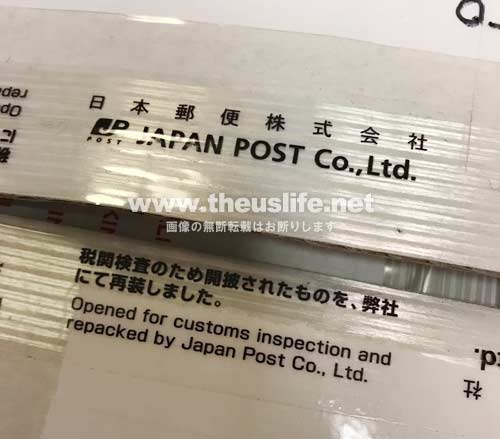 日本郵便株式会社
JP POST JAPAN POST Co.,Ltd.
www.theuslife.net
画像の無断転載はお断りします
税関検査のため開披されたものを、弊社
にて再装しました。
Opened for customs inspection and
repacked by Japan Post Co., Ltd.